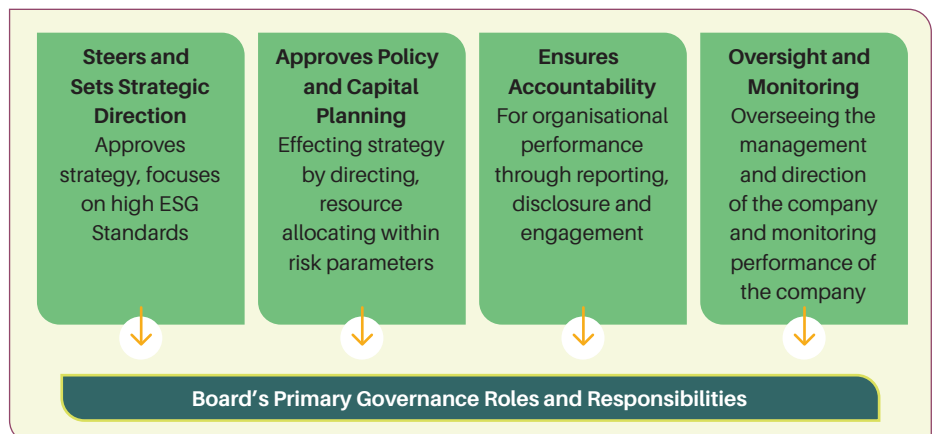 Steers and
Sets Strategic
Direction
Approves
strategy, focuses
on high ESG
Standards
Approves Policy
and Capital
Planning
Effecting strategy
by directing,
resource
allocating within
risk parameters
Ensures
Accountability
For organisational
performance
through reporting,
disclosure and
engagement
Oversight and
Monitoring
Overseeing the
management
and direction
of the company
and monitoring
performance of
the company
Board’s Primary Governance Roles and Responsibilities